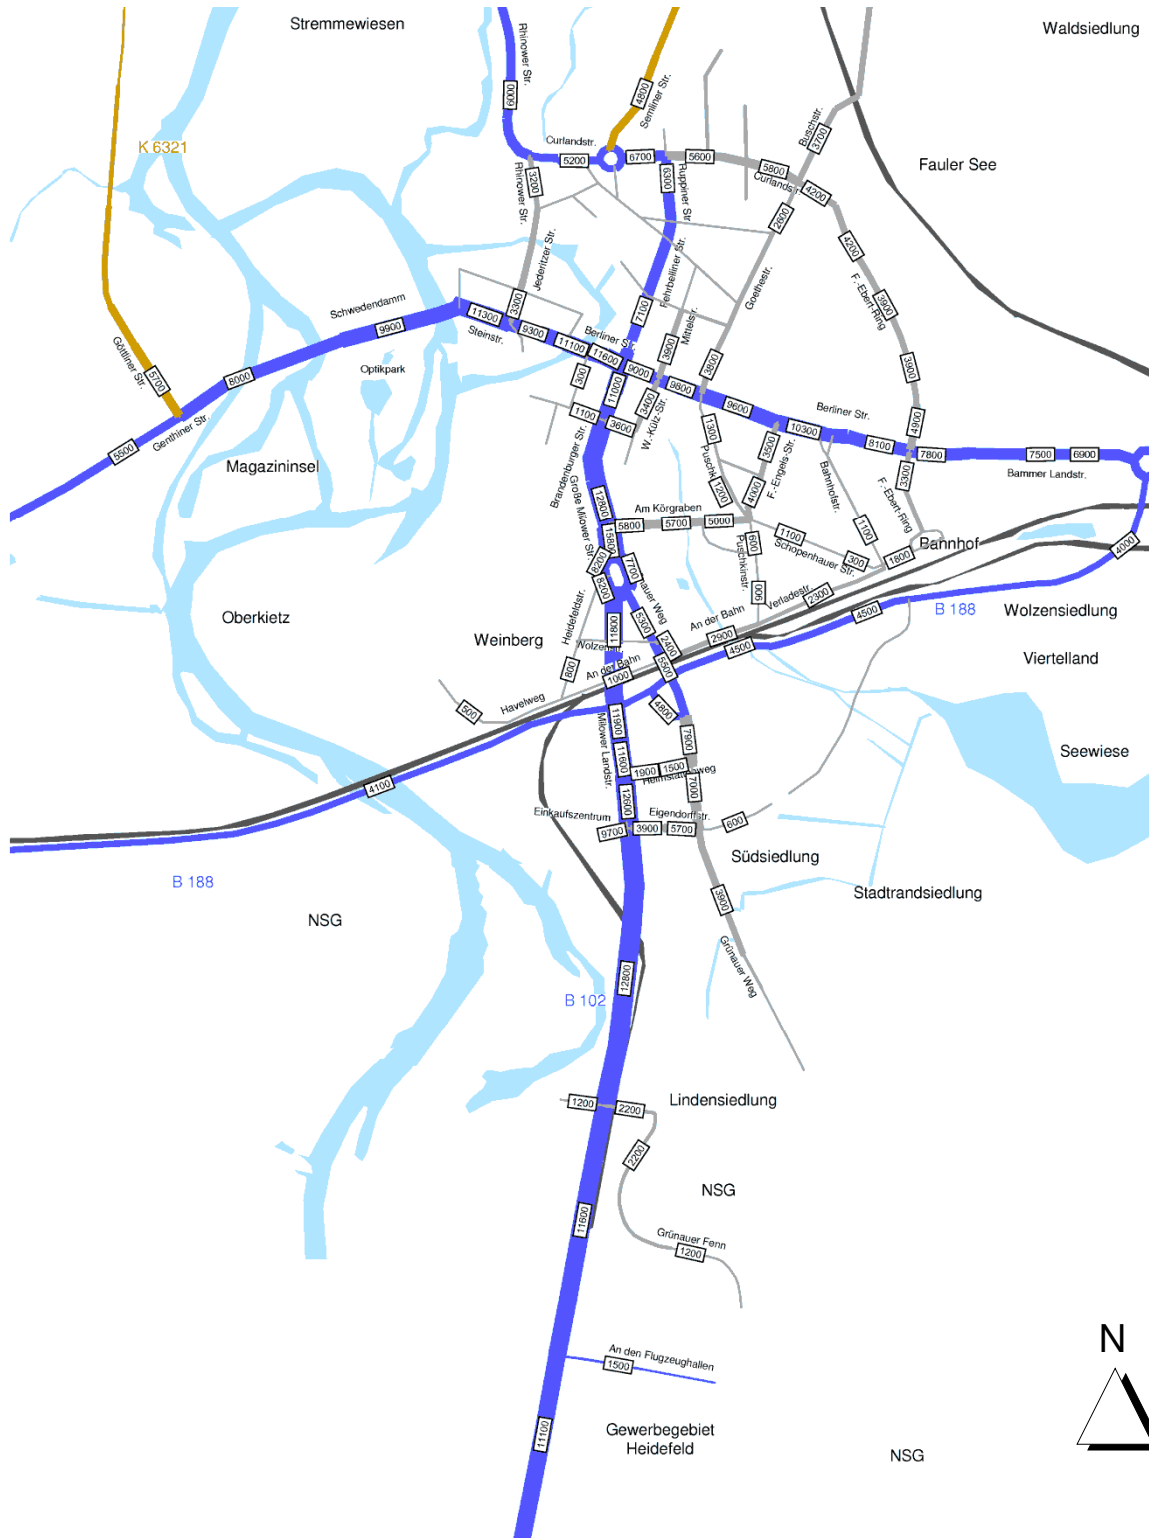 Stremmewiesen
Waldsiedlung
Rhinower Str.
6000
4800
Semliner Str.
K 6321
Curlandstr.
5200
6700
5600
5800
Curlandstr.
Buschstr.
3700
4200
Fauler See
3200
Rhinower Str.
6300
Ruppiner Str.
2600
4200
Jederitzer Str.
Fehrbelliner Str.
Goethestr.
F.-Ebert-Ring
3900
Schwedendamm
9900
11300
Steinstr.
3300
9300
7100
Mittelstr.
3900
Berliner Str.
11100
11600
9000
9800
9600
3800
3900
Göttliner Str.
5700
8000
Optikpark
300
11000
3400
W.-Külz-Str.
Berliner Str.
10300
8100
4900
5500
Genthiner Str.
1100
3600
1300
3500
7800
7500
6900
Bammer Landstr.
Magazininsel
Brandenburger Str.
Große Milower Str.
12800
1200
4000
F.-Engels-Str.
Bahnhofstr.
3300
F.-Ebert-Ring
Am Körgraben
5800
5700
5000
15800
600
Puschkinstr.
1100
Schopenhauer Str.
300
1100
1600
Bahnhof
4000
8200
8200
7700
900
Verladestr.
2300
Oberkietz
Weinberg
Heidefeldstr.
11800
5300
2400
An der Bahn
2900
4500
4500
B 188
Wolzensiedlung
800
An der Bahn
1000
5500
Viertelland
500
Havelweg
11900
4800
7900
Milower Landstr.
11600
1900
1500
7000
Seewiese
4100
12600
Einkaufszentrum
9700
3900
5700
Eigendorffstr.
600
Südsiedlung
B 188
3900
Stadtrandsiedlung
NSG
Grünauer Weg
12800
B 102
Lindensiedlung
1200
2200
2200
NSG
11600
Grünauer Fenn
1200
N
An den Flugzeughallen
1500
11100
Gewerbegebiet
Heidefeld
NSG